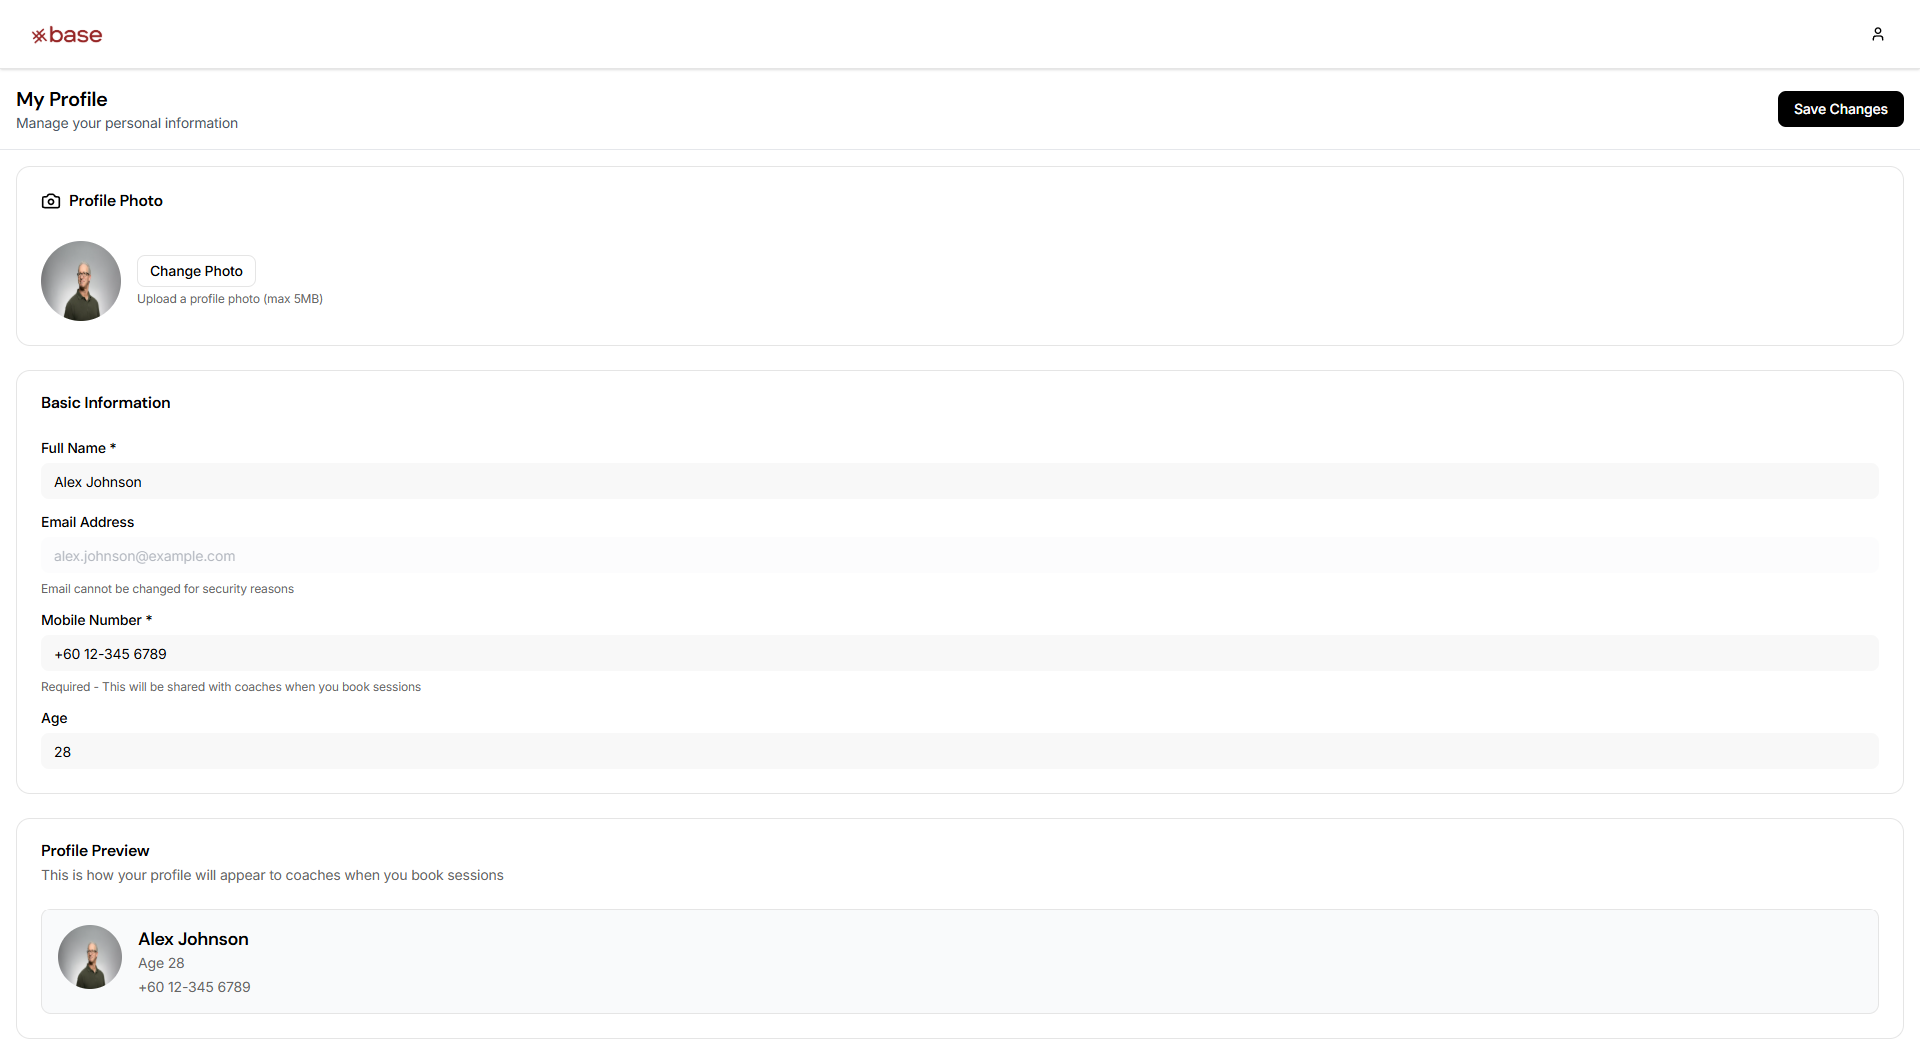 base
My Profile
Manage your personal information
Save Changes
Profile Photo
Change Photo
Upload a profile photo (max 5MB)
Basic Information
Full Name *
Alex Johnson
Email Address
alex.johnson@example.com
Email cannot be changed for security reasons
Mobile Number *
+60 12-345 6789
Required - This will be shared with coaches when you book sessions
Age
28
Profile Preview
This is how your profile will appear to coaches when you book sessions
Alex Johnson
Age 28
+60 12-345 6789